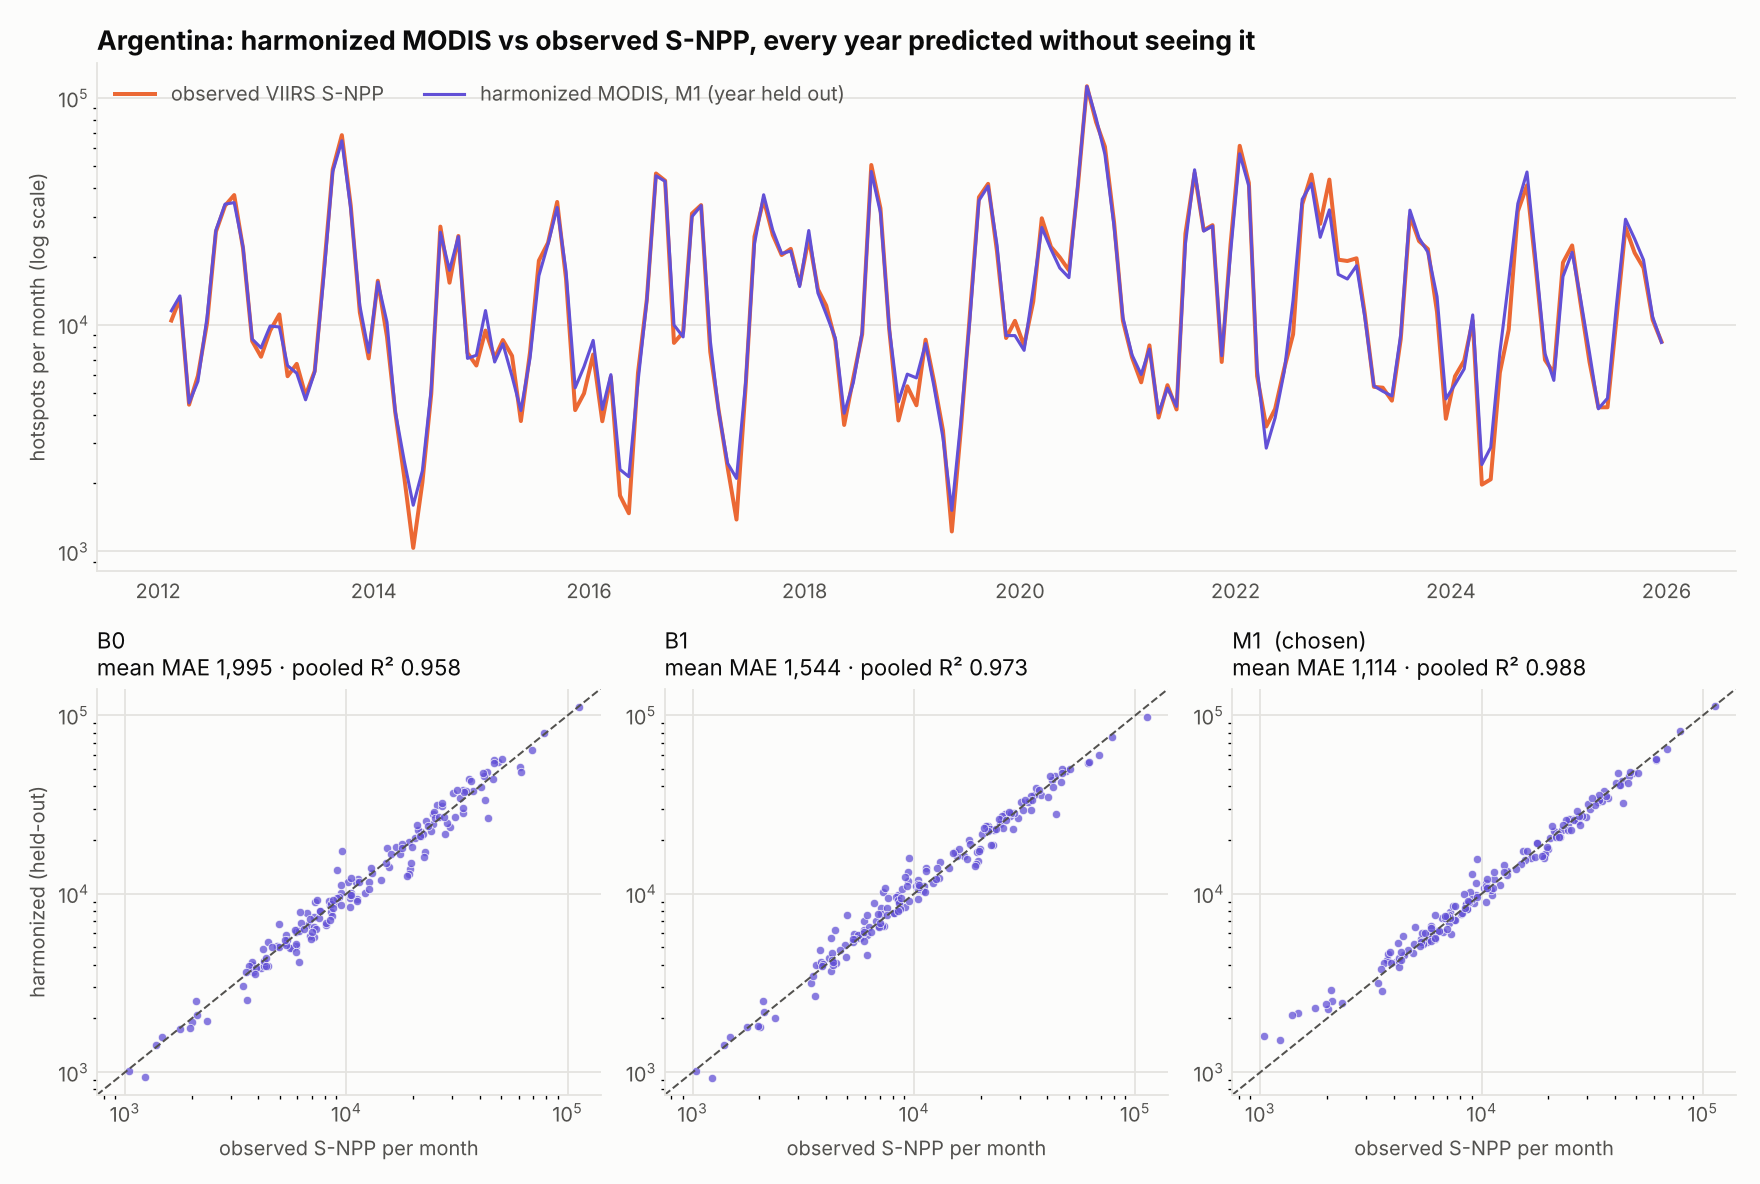 Argentina: harmonized MODIS vs observed S-NPP, every year predicted without seeing it
observed VIIRS S-NPP
harmonized MODIS, M1 (year held out)
hotspots per month (log scale)
10⁵
10⁴
10³
2012 2014 2016 2018 2020 2022 2024 2026
B0
mean MAE 1,995 · pooled R² 0.958
B1
mean MAE 1,544 · pooled R² 0.973
M1 (chosen)
mean MAE 1,114 · pooled R² 0.988
harmonized (held-out)
10⁵
10⁴
10³
10³ 10⁴ 10⁵
observed S-NPP per month
10⁵
10⁴
10³
10³ 10⁴ 10⁵
observed S-NPP per month
10⁵
10⁴
10³
10³ 10⁴ 10⁵
observed S-NPP per month